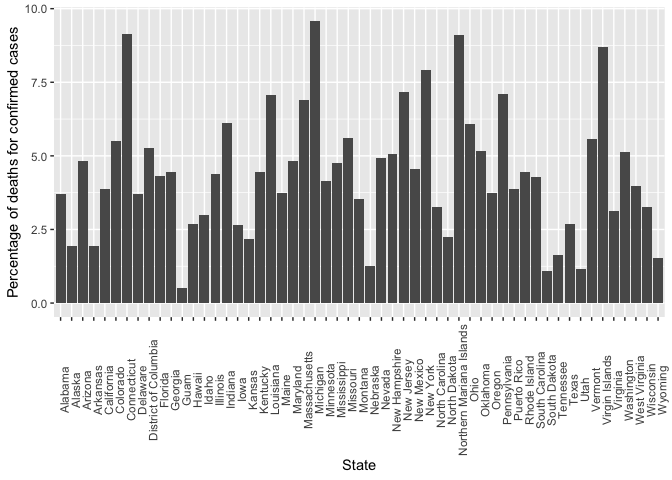 Percentage of deaths for confirmed cases
10.0
7.5
5.0
2.5
0.0
Alabama
Alaska
Arizona
Arkansas
California
Colorado
Connecticut
Delaware
District of Columbia
Florida
Georgia
Guam
Hawaii
Idaho
Illinois
Indiana
Iowa
Kansas
Kentucky
Louisiana
Maine
Maryland
Massachusetts
Michigan
Minnesota
Mississippi
Missouri
Montana
Nebraska
Nevada
New Hampshire
New Jersey
New Mexico
New York
North Carolina
North Dakota
Northern Mariana Islands
Ohio
Oklahoma
Oregon
Pennsylvania
Puerto Rico
Rhode Island
South Carolina
South Dakota
Tennessee
Texas
Utah
Vermont
Virgin Islands
Virginia
Washington
West Virginia
Wisconsin
Wyoming
State